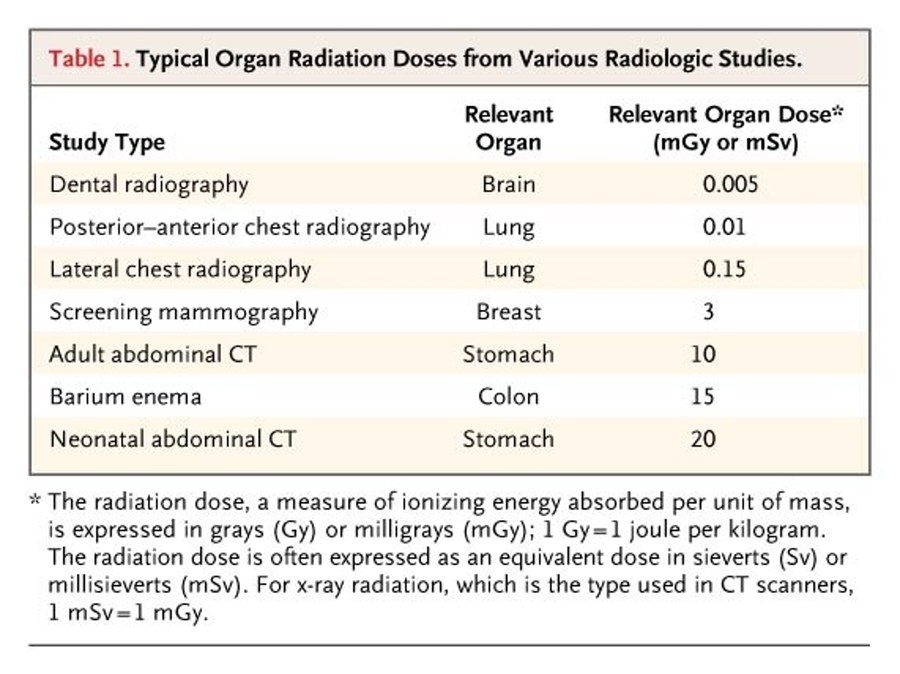 Table 1. Typical Organ Radiation Doses from Various Radiologic Studies.
Study Type Relevant Organ Relevant Organ Dose* (mGy or mSv)
Dental radiography Brain 0.005
Posterior–anterior chest radiography Lung 0.01
Lateral chest radiography Lung 0.15
Screening mammography Breast 3
Adult abdominal CT Stomach 10
Barium enema Colon 15
Neonatal abdominal CT Stomach 20
* The radiation dose, a measure of ionizing energy absorbed per unit of mass,
is expressed in grays (Gy) or milligrays (mGy); 1 Gy=1 joule per kilogram.
The radiation dose is often expressed as an equivalent dose in sieverts (Sv) or
millisieverts (mSv). For x-ray radiation, which is the type used in CT scanners,
1 mSv=1 mGy.